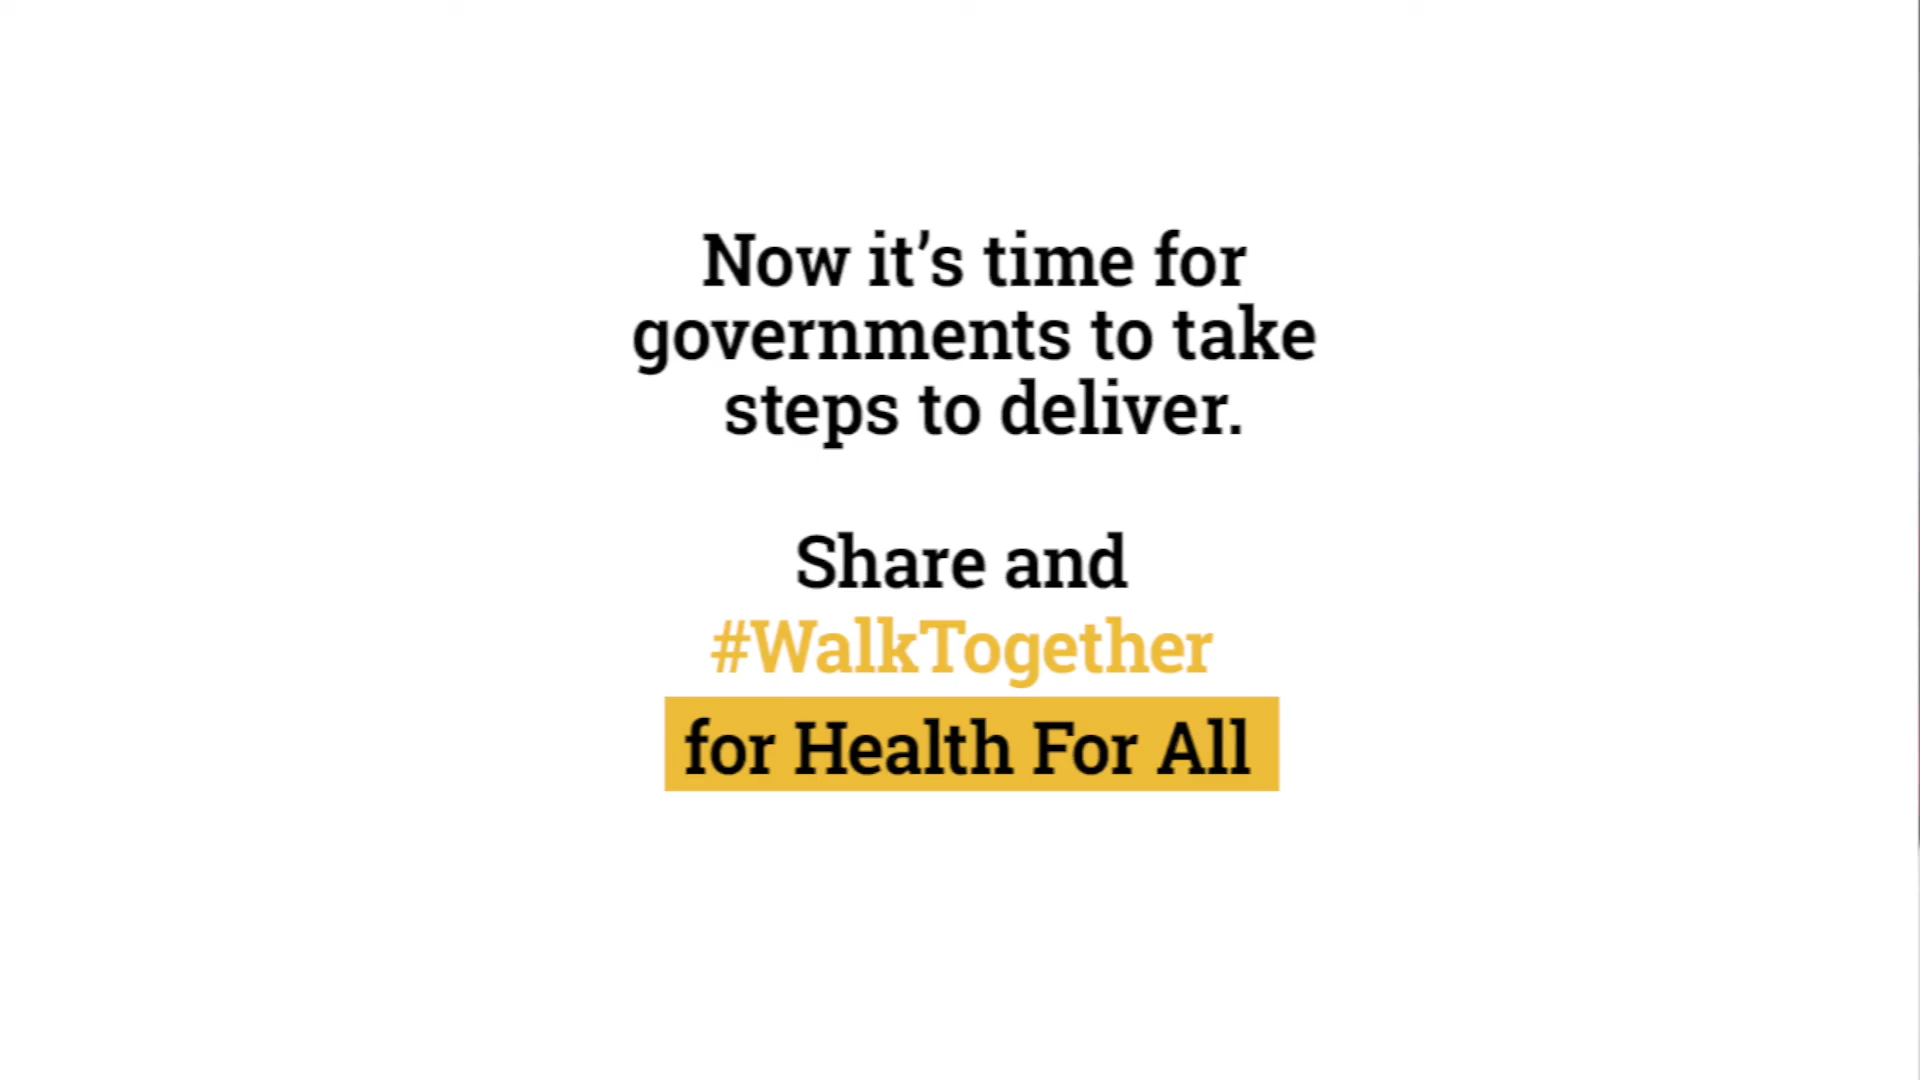 Now it’s time for
governments to take
steps to deliver.
Share and
#WalkTogether
for Health For All